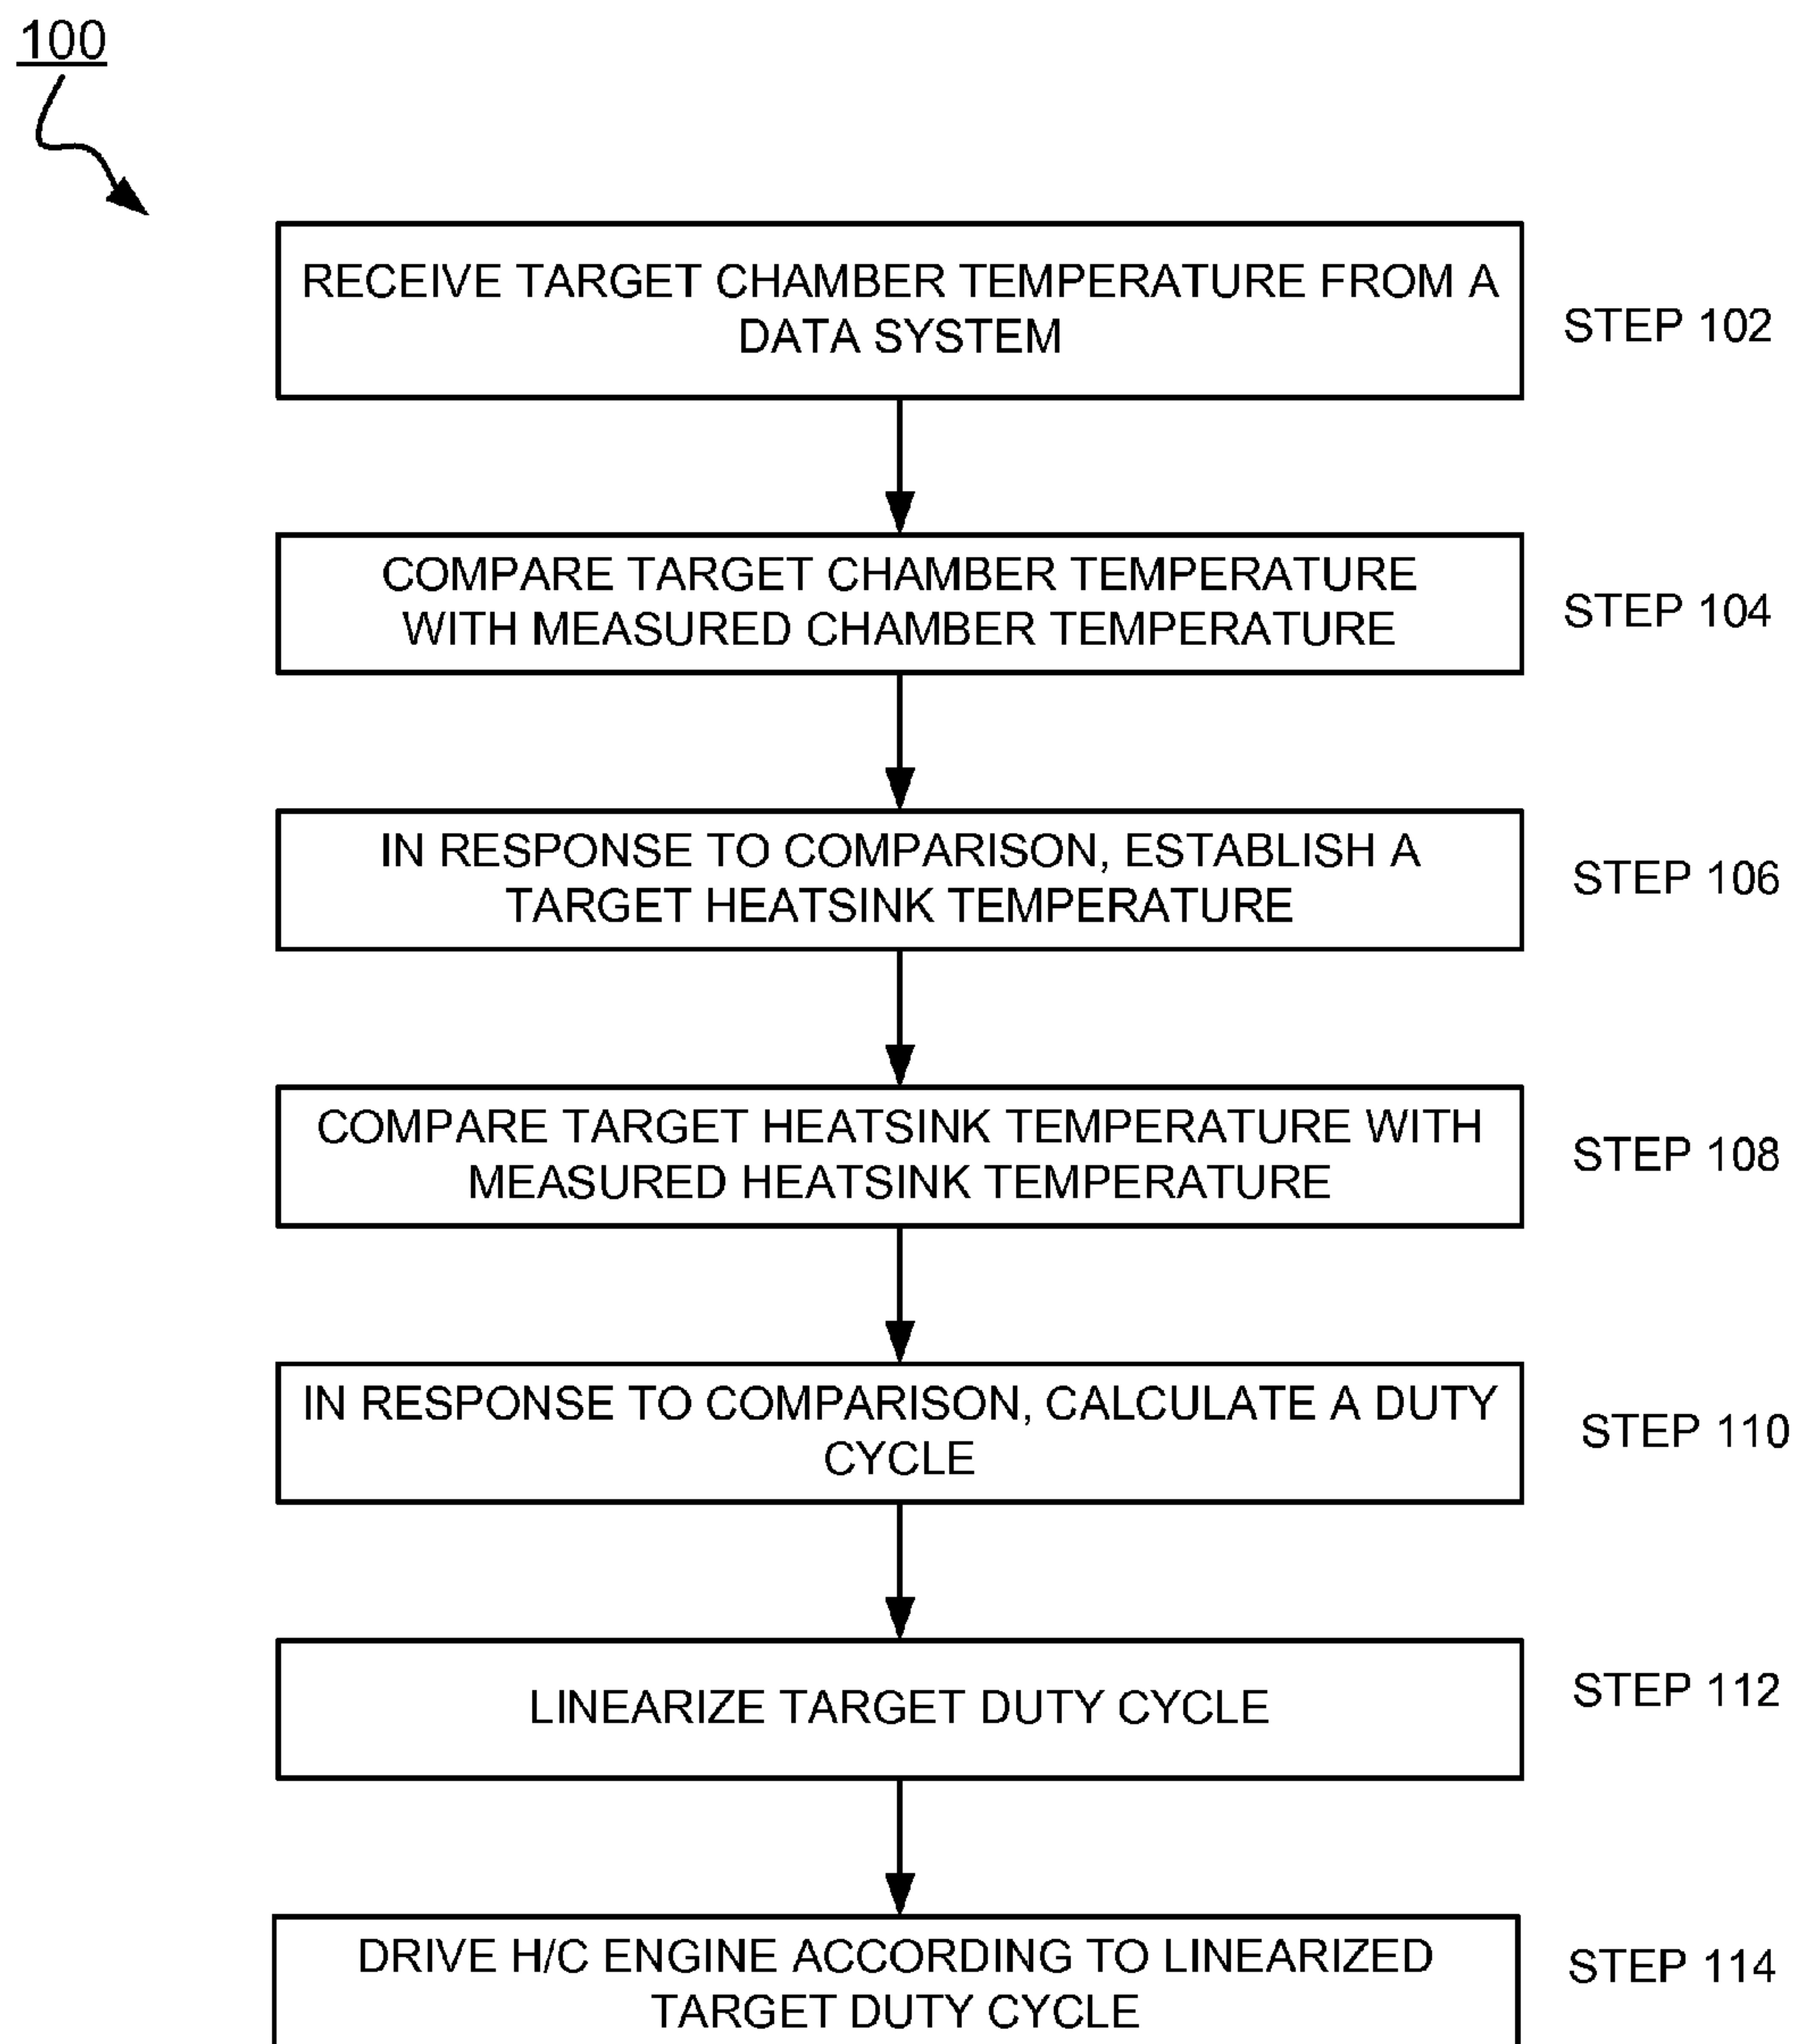 100
RECEIVE TARGET CHAMBER TEMPERATURE FROM A
DATA SYSTEM
STEP 102
COMPARE TARGET CHAMBER TEMPERATURE
WITH MEASURED CHAMBER TEMPERATURE
STEP 104
IN RESPONSE TO COMPARISON, ESTABLISH A
TARGET HEATSINK TEMPERATURE
STEP 106
COMPARE TARGET HEATSINK TEMPERATURE WITH
MEASURED HEATSINK TEMPERATURE
STEP 108
IN RESPONSE TO COMPARISON, CALCULATE A DUTY
CYCLE
STEP 110
LINEARIZE TARGET DUTY CYCLE
STEP 112
DRIVE H/C ENGINE ACCORDING TO LINEARIZED
TARGET DUTY CYCLE
STEP 114